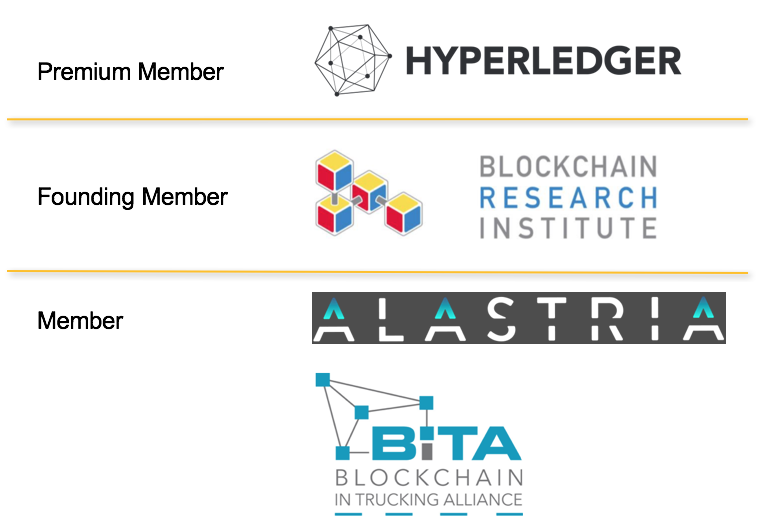 Premium Member
HYPERLEDGER
Founding Member
BLOCKCHAIN
RESEARCH
INSTITUTE
Member
ALASTRIA
BiTA
BLOCKCHAIN
IN TRUCKING ALLIANCE